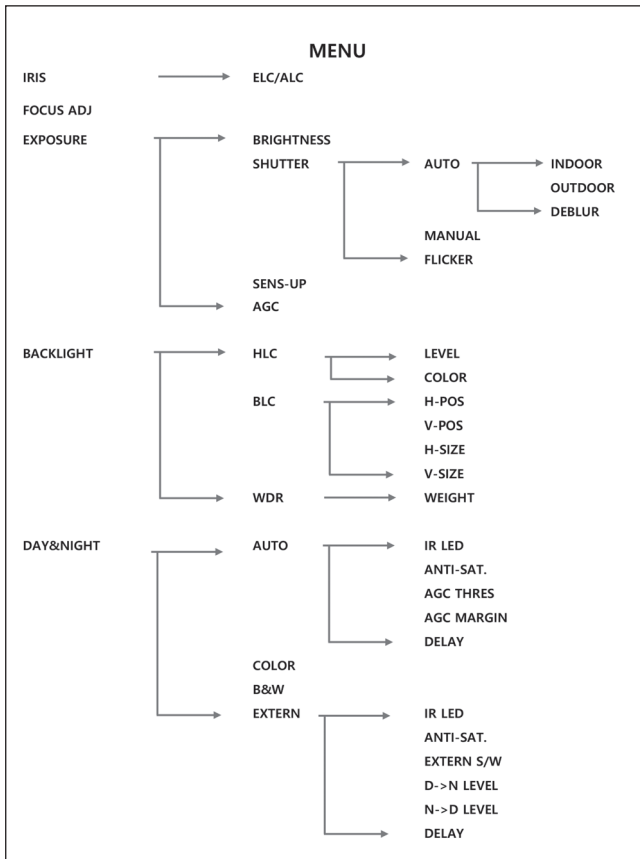 MENU
IRIS ELC/ALC
FOCUS ADJ
EXPOSURE BRIGHTNESS
SHUTTER AUTO INDOOR
OUTDOOR
DEBLUR
MANUAL
FLICKER
SENS-UP
AGC
BACKLIGHT HLC LEVEL
COLOR
BLC H-POS
V-POS
H-SIZE
V-SIZE
WDR WEIGHT
DAY&NIGHT AUTO IR LED
ANTI-SAT.
AGC THRES
AGC MARGIN
DELAY
COLOR
B&W
EXTERN IR LED
ANTI-SAT.
EXTERN S/W
D->N LEVEL
N->D LEVEL
DELAY